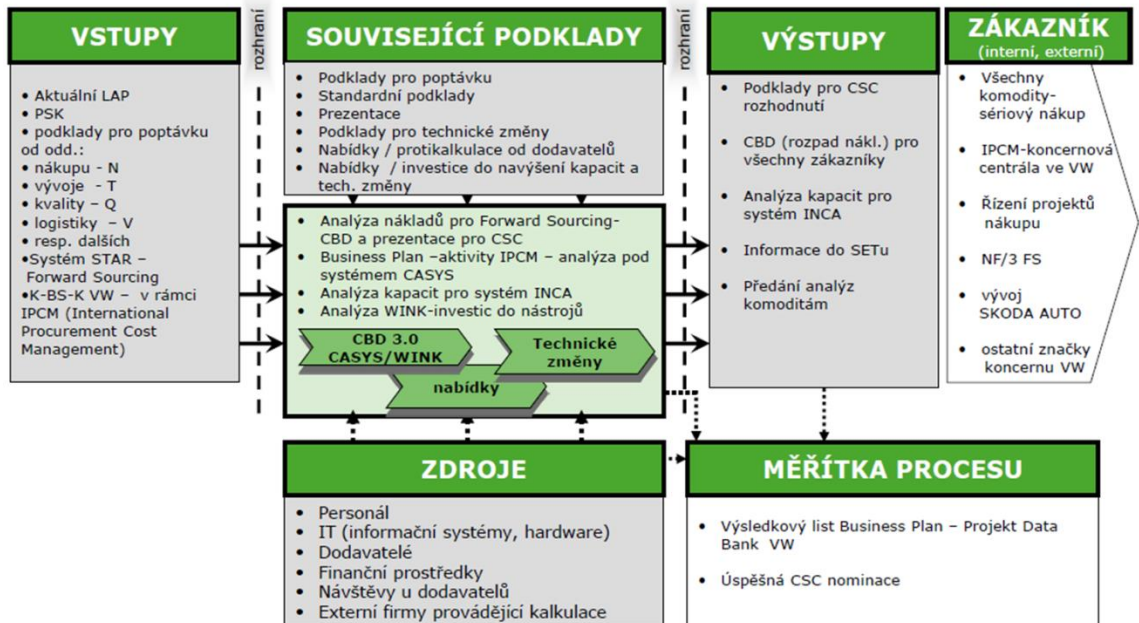 VSTUPY
• Aktuální LAP
• PSK
• podklady pro poptávku
od odd.:
• nákupu - N
• vývoje - T
• kvality – Q
• logistiky – V
• resp. dalších
•Systém STAR –
Forward Sourcing
•K-BS-K VW – v rámci
IPCM (International
Procurement Cost
Management)
rozhraní
SOUVISEJÍCÍ PODKLADY
• Podklady pro poptávku
• Standardní podklady
• Prezentace
• Podklady pro technické změny
• Nabídky / protikalkulace od dodavatelů
• Nabídky / investice do navýšení kapacit a
tech. změny
• Analýza nákladů pro Forward Sourcing-
CBD a prezentace pro CSC
• Business Plan –aktivity IPCM – analýza pod
systémem CASYS
• Analýza kapacit pro systém INCA
• Analýza WINK-investic do nástrojů
CBD 3.0
CASYS/WINK
nabídky
Technické
změny
rozhraní
VÝSTUPY
• Podklady pro CSC
rozhodnutí
• CBD (rozpad nákl.) pro
všechny zákazníky
• Analýza kapacit pro
systém INCA
• Informace do SETu
• Předání analýz
komoditám
ZÁKAZNÍK
(interní, externí)
• Všechny
komodity-
sériový nákup
• IPCM-koncernová
centrála ve VW
• Řízení projektů
nákupu
• NF/3 FS
• vývoj
SKODA AUTO
• ostatní značky
koncernu VW
ZDROJE
• Personál
• IT (informační systémy, hardware)
• Dodavatelé
• Finanční prostředky
• Návštěvy u dodavatelů
• Externí firmy provádějící kalkulace
MĚŘÍTKA PROCESU
• Výsledkový list Business Plan – Projekt Data
Bank VW
• Úspěšná CSC nominace